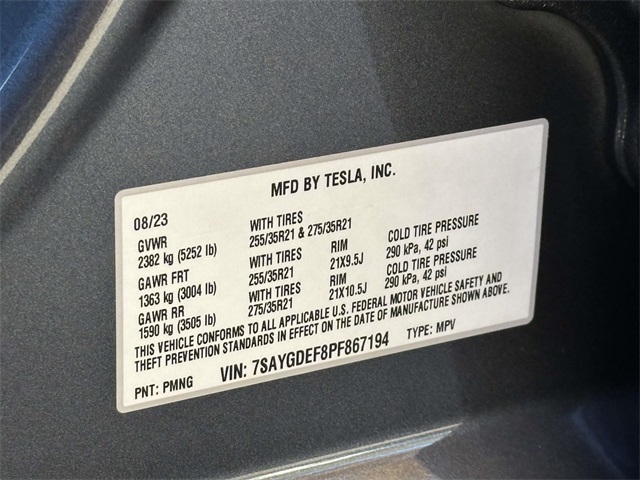 MFD BY TESLA, INC.
08/23
GVWR WITH TIRES
2382 kg (5252 lb) 255/35R21 & 275/35R21
GAWR FRT WITH TIRES RIM COLD TIRE PRESSURE
1363 kg (3004 lb) 255/35R21 21X9.5J 290 kPa, 42 psi
GAWR RR WITH TIRES RIM COLD TIRE PRESSURE
1590 kg (3505 lb) 275/35R21 21X10.5J 290 kPa, 42 psi
THIS VEHICLE CONFORMS TO ALL APPLICABLE U.S. FEDERAL MOTOR VEHICLE SAFETY AND
THEFT PREVENTION STANDARDS IN EFFECT ON THE DATE OF MANUFACTURE SHOWN ABOVE.
PNT: PMNG VIN: 7SAYGDEF8PF867194 TYPE: MPV